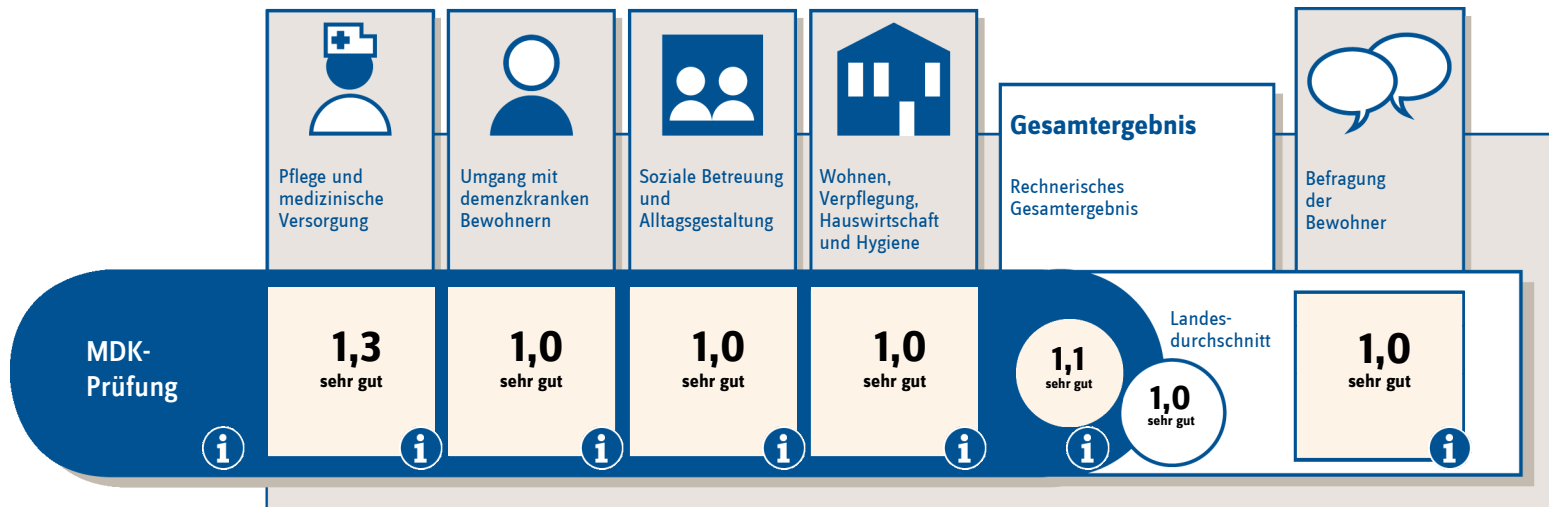 Pflege und
medizinische
Versorgung
Umgang mit
demenzkranken
Bewohnern
Soziale Betreuung
und
Alltagsgestaltung
Wohnen,
Verpflegung,
Hauswirtschaft
und Hygiene
Gesamtergebnis
Rechnerisches
Gesamtergebnis
Befragung
der
Bewohner
MDK-
Prüfung
i
1,3
sehr gut
i
1,0
sehr gut
i
1,0
sehr gut
i
1,0
sehr gut
i
1,1
sehr gut
i
Landes-
durchschnitt
1,0
sehr gut
1,0
sehr gut
i